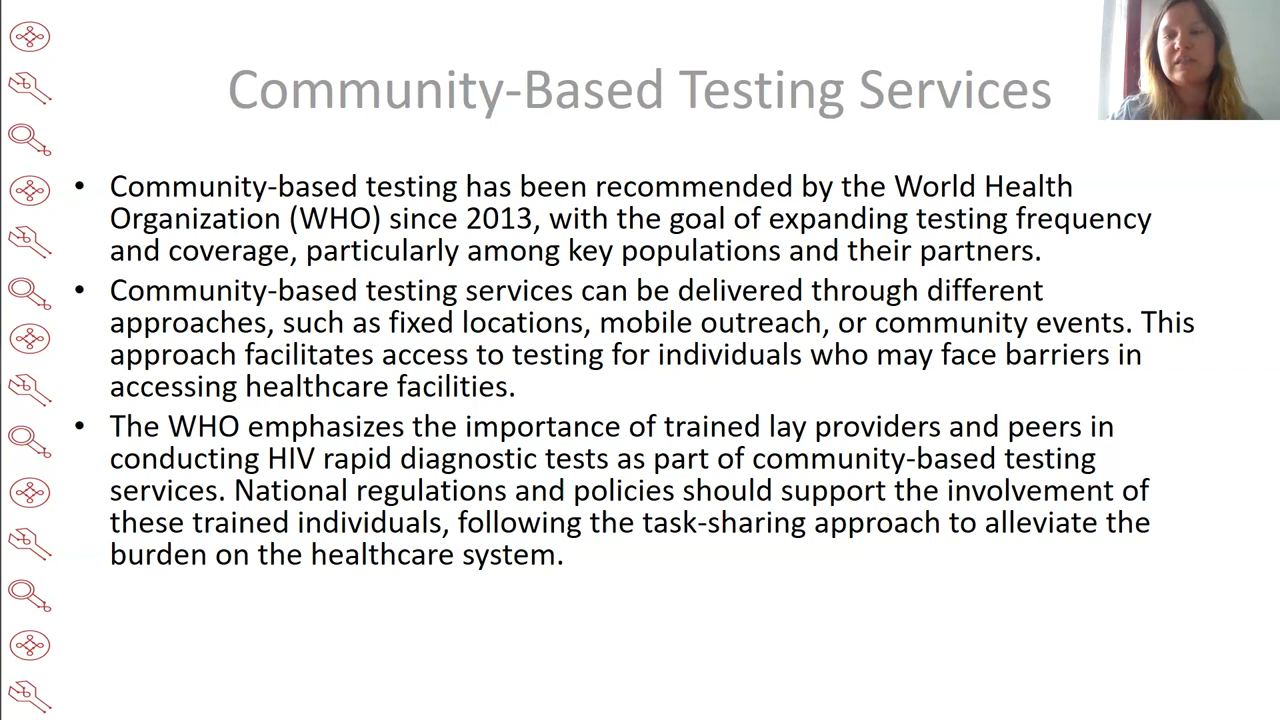 Community-Based Testing Services
• Community-based testing has been recommended by the World Health
Organization (WHO) since 2013, with the goal of expanding testing frequency
and coverage, particularly among key populations and their partners.
• Community-based testing services can be delivered through different
approaches, such as fixed locations, mobile outreach, or community events. This
approach facilitates access to testing for individuals who may face barriers in
accessing healthcare facilities.
• The WHO emphasizes the importance of trained lay providers and peers in
conducting HIV rapid diagnostic tests as part of community-based testing
services. National regulations and policies should support the involvement of
these trained individuals, following the task-sharing approach to alleviate the
burden on the healthcare system.